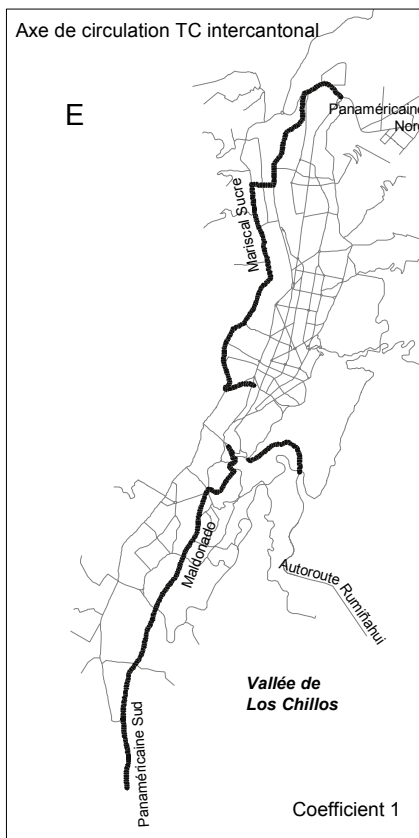 Axe de circulation TC intercantonal
E
Panaméricaine
Nord
Mariscal Sucre
Maldonado
Autoroute Rumiñahui
Vallée de
Los Chillos
Panaméricaine Sud
Coefficient 1